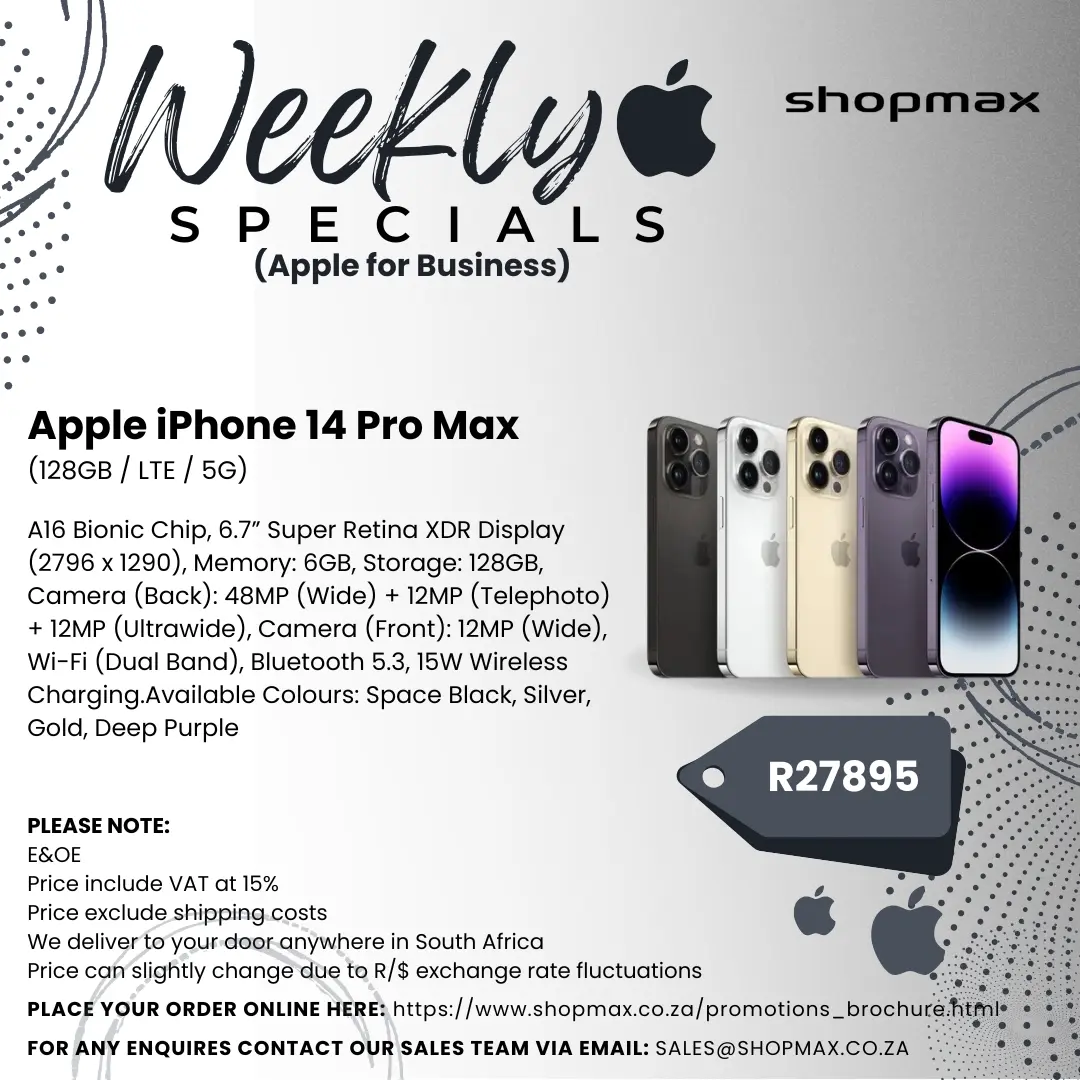 Weekly
shopmax
SPECIALS
(Apple for Business)
Apple iPhone 14 Pro Max
(128GB / LTE / 5G)
A16 Bionic Chip, 6.7” Super Retina XDR Display
(2796 x 1290), Memory: 6GB, Storage: 128GB,
Camera (Back): 48MP (Wide) + 12MP (Telephoto)
+ 12MP (Ultrawide), Camera (Front): 12MP (Wide),
Wi-Fi (Dual Band), Bluetooth 5.3, 15W Wireless
Charging.Available Colours: Space Black, Silver,
Gold, Deep Purple
R27895
PLEASE NOTE:
E&OE
Price include VAT at 15%
Price exclude shipping costs
We deliver to your door anywhere in South Africa
Price can slightly change due to R/$ exchange rate fluctuations
PLACE YOUR ORDER ONLINE HERE: https://www.shopmax.co.za/promotions_brochure.html
FOR ANY ENQUIRES CONTACT OUR SALES TEAM VIA EMAIL: SALES@SHOPMAX.CO.ZA